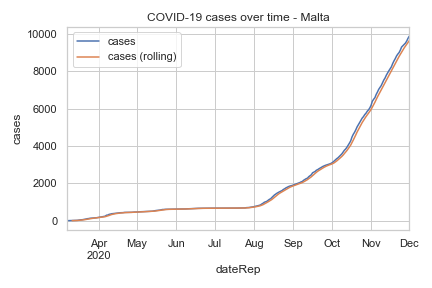 COVID-19 cases over time - Malta
cases
cases (rolling)
10000
8000
6000
4000
2000
0
cases
Apr May Jun Jul Aug Sep Oct Nov Dec
2020
dateRep